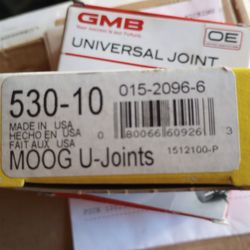 GMB
OE
UNIVERSAL JOINT
530-10
015-2096-6
MADE IN USA
HECHO EN USA
FAIT AUX USA
0 80066 60926 3
MOOG U-Joints
1512100-P